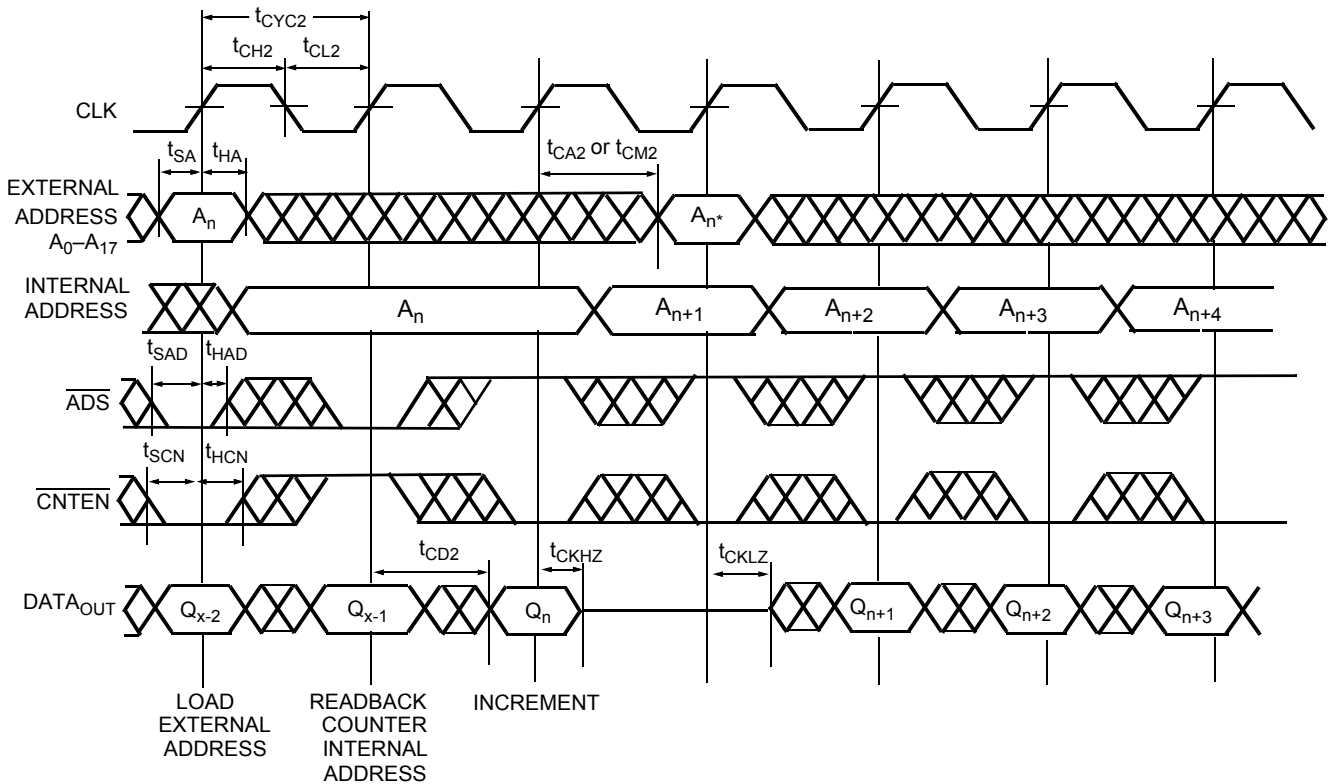 tCYC2
tCH2 tCL2
CLK
tSA tHA
tCA2 or tCM2
EXTERNAL
ADDRESS
A0–A17
An
An*
INTERNAL
ADDRESS
An
An+1
An+2
An+3
An+4
tSAD tHAD
ADS
tSCN tHCN
CNTEN
tCD2
tCKHZ
tCKLZ
DATAOUT
Qx-2
Qx-1
Qn
Qn+1
Qn+2
Qn+3
LOAD
EXTERNAL
ADDRESS
READBACK
COUNTER
INTERNAL
ADDRESS
INCREMENT